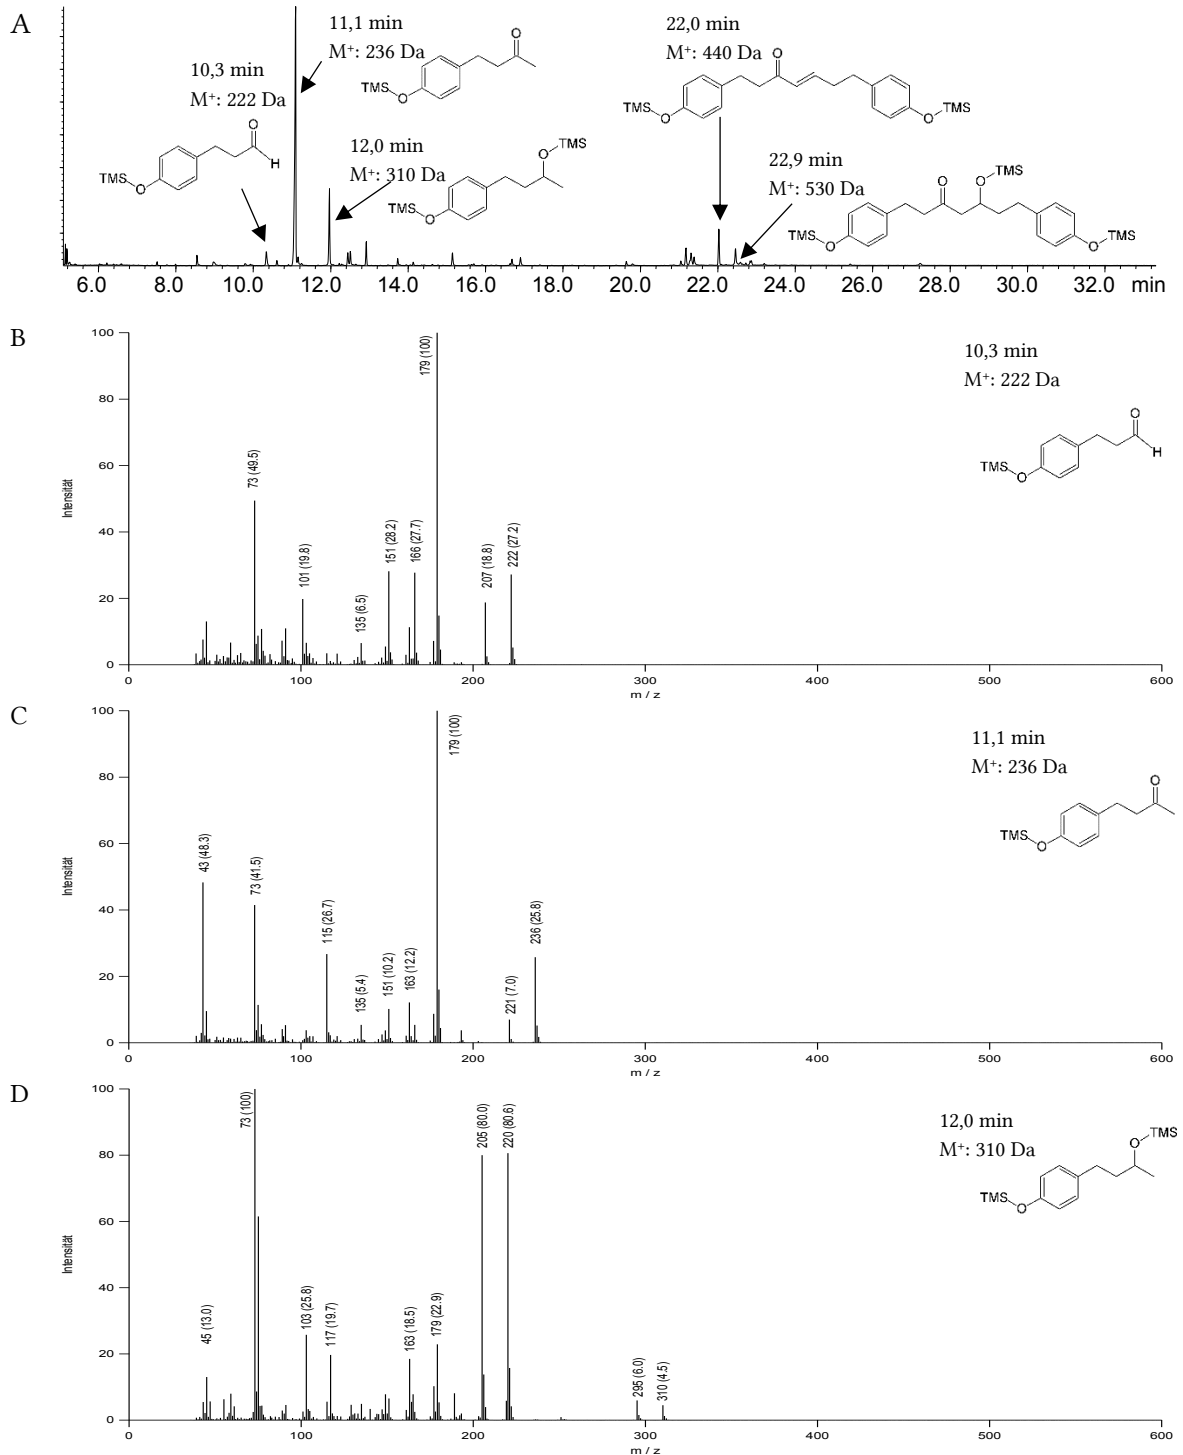 A
11,1 min
M⁺: 236 Da
O
TMS
O
22,0 min
M⁺: 440 Da
O
TMS
O
O
TMS
10,3 min
M⁺: 222 Da
O
H
TMS
O
12,0 min
M⁺: 310 Da
O
TMS
TMS
O
22,9 min
M⁺: 530 Da
O
O
TMS
TMS
O
O
TMS
6.0 8.0 10.0 12.0 14.0 16.0 18.0 20.0 22.0 24.0 26.0 28.0 30.0 32.0 min
B
100
80
60
40
20
0
Intensität
73 (49.5)
101 (19.8)
135 (6.5)
151 (28.2)
166 (27.7)
179 (100)
207 (18.8)
222 (27.2)
10,3 min
M⁺: 222 Da
O
H
TMS
O
0 100 200 300 400 500 600
m / z
C
100
80
60
40
20
0
Intensität
43 (48.3)
73 (41.5)
115 (26.7)
135 (5.4)
151 (10.2)
163 (12.2)
179 (100)
221 (7.0)
236 (25.8)
11,1 min
M⁺: 236 Da
O
TMS
O
0 100 200 300 400 500 600
m / z
D
100
80
60
40
20
0
Intensität
45 (13.0)
73 (100)
103 (25.8)
117 (19.7)
163 (18.5)
179 (22.9)
205 (80.0)
220 (80.6)
295 (6.0)
310 (4.5)
12,0 min
M⁺: 310 Da
O
TMS
TMS
O
0 100 200 300 400 500 600
m / z